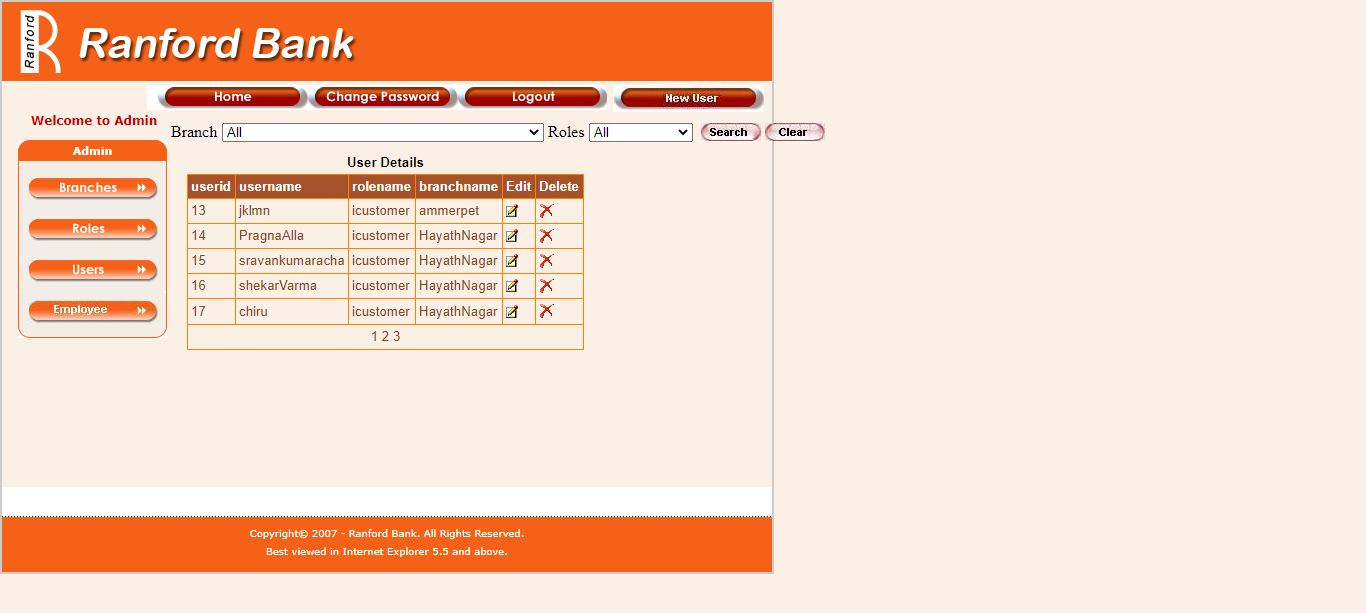 Ranford
Ranford Bank
Home Change Password Logout New User
Welcome to Admin
Branch All Roles All Search Clear
Admin
Branches
Roles
Users
Employee
User Details
userid username rolename branchname Edit Delete
13 jklmn icustomer ammerpet
14 PragnaAlla icustomer HayathNagar
15 sravankumaracha icustomer HayathNagar
16 shekarVarma icustomer HayathNagar
17 chiru icustomer HayathNagar
1 2 3
Copyright© 2007 - Ranford Bank. All Rights Reserved.
Best viewed in Internet Explorer 5.5 and above.